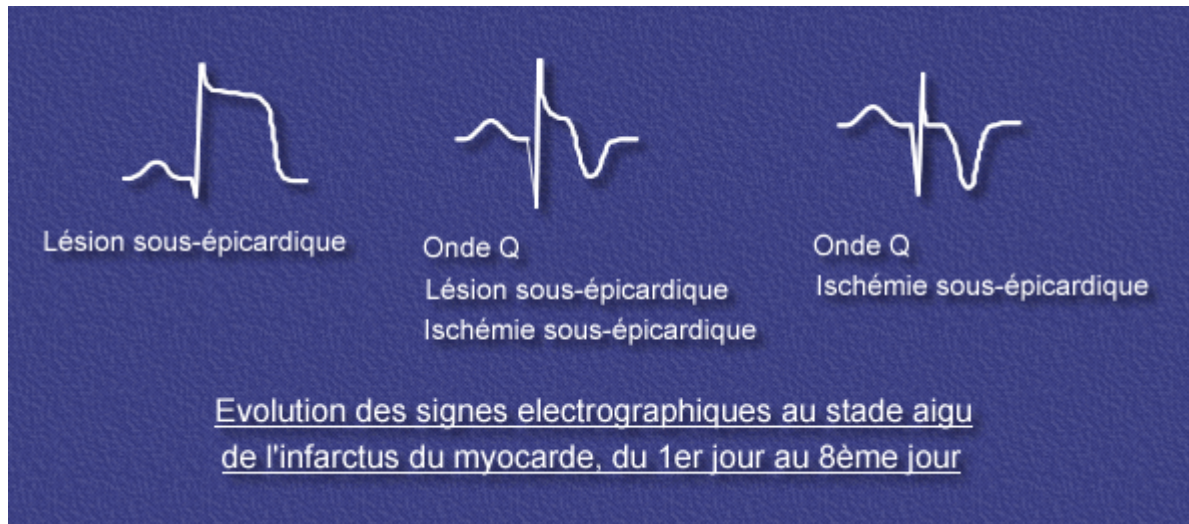 Lésion sous-épicardique
Onde Q
Lésion sous-épicardique
Ischémie sous-épicardique
Onde Q
Ischémie sous-épicardique
Evolution des signes electrographiques au stade aigu
de l'infarctus du myocarde, du 1er jour au 8ème jour